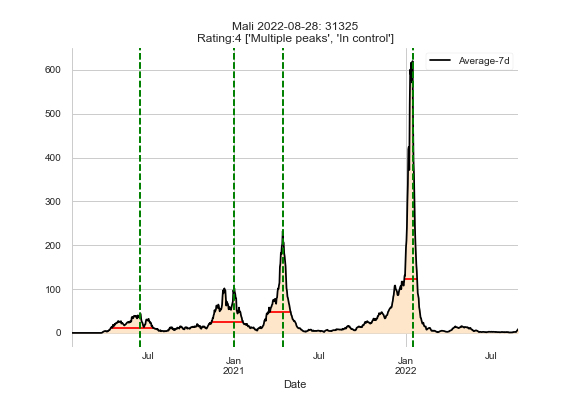 Mali 2022-08-28: 31325
Rating:4 ['Multiple peaks', 'In control']
Average-7d
600
500
400
300
200
100
0
Jul
Jan
2021
Jul
Jan
2022
Jul
Date